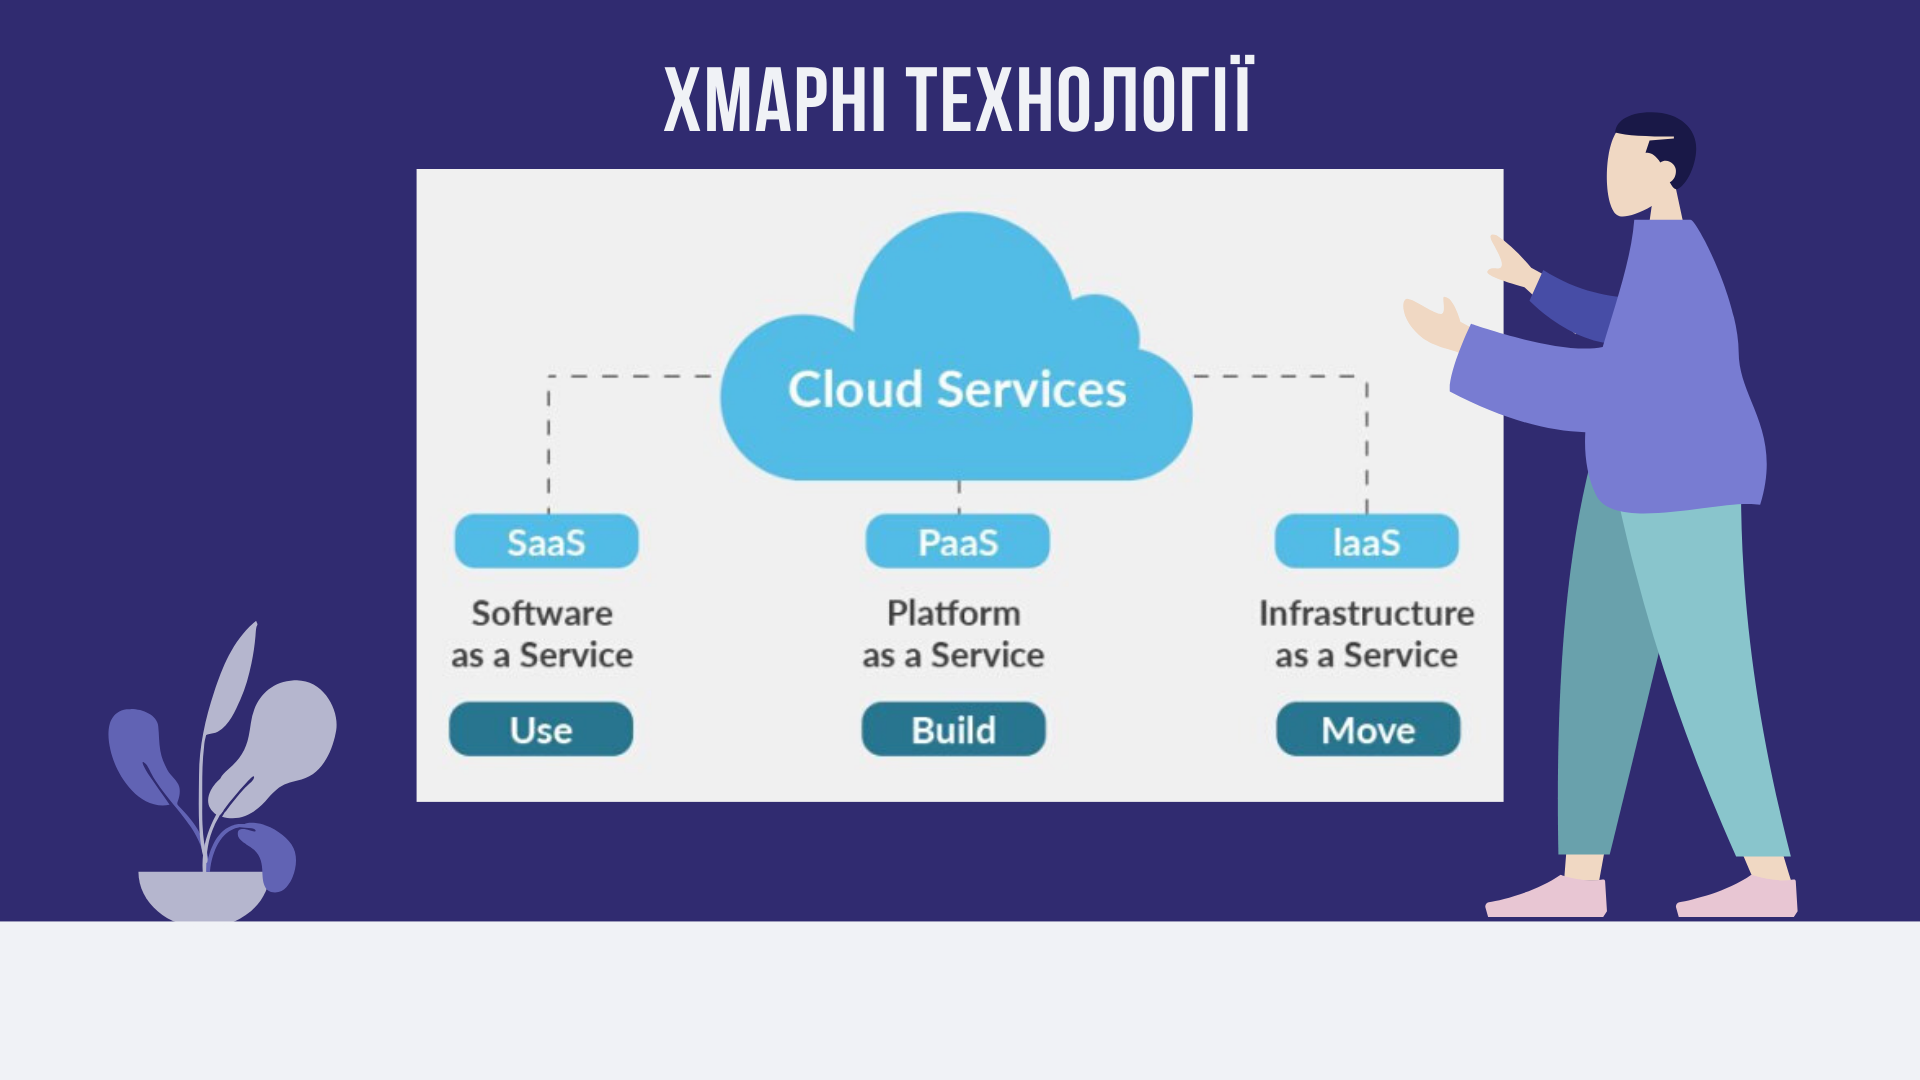 ХМАРНІ ТЕХНОЛОГІЇ
Cloud Services
SaaS
Software
as a Service
Use
PaaS
Platform
as a Service
Build
IaaS
Infrastructure
as a Service
Move